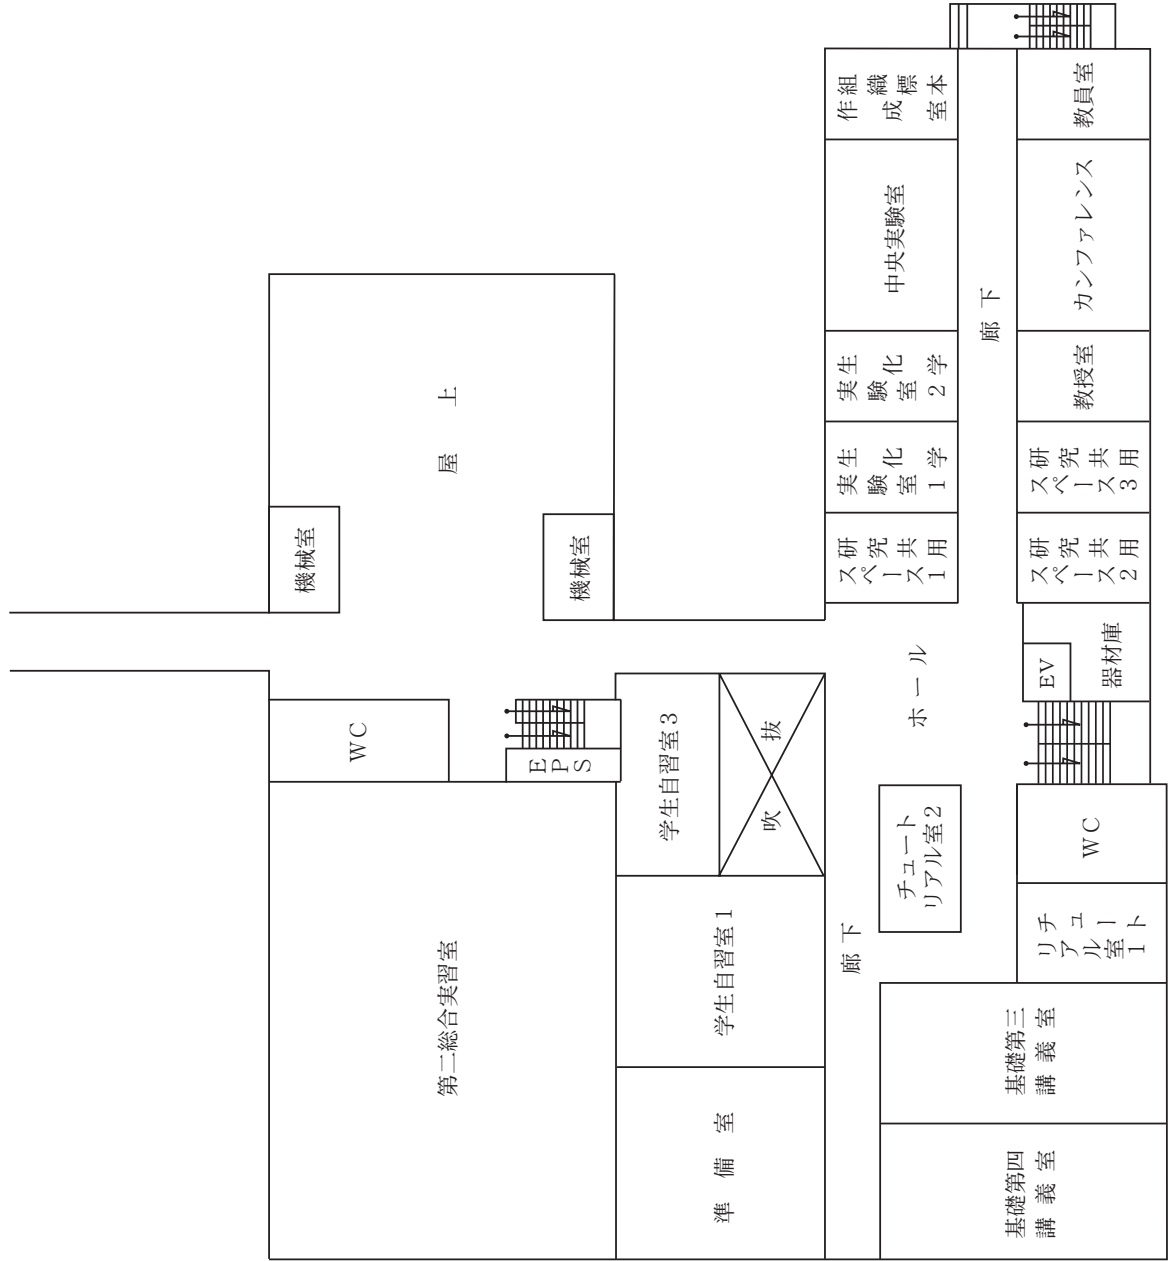 機械室
WC
第二総合実習室
屋上
EPS
機械室
学生自習室3
準備室
学生自習室1
吹抜
廊下
チュート
リアル室2
ホール
研究共用
スペース1
生化学
実験室1
生化学
実験室2
中央実験室
組織標本
作成室
廊下
基礎第四
講義室
基礎第三
講義室
チュート
リアル室1
WC
EV
器材庫
研究共用
スペース2
研究共用
スペース3
教授室
カンファレンス
教員室